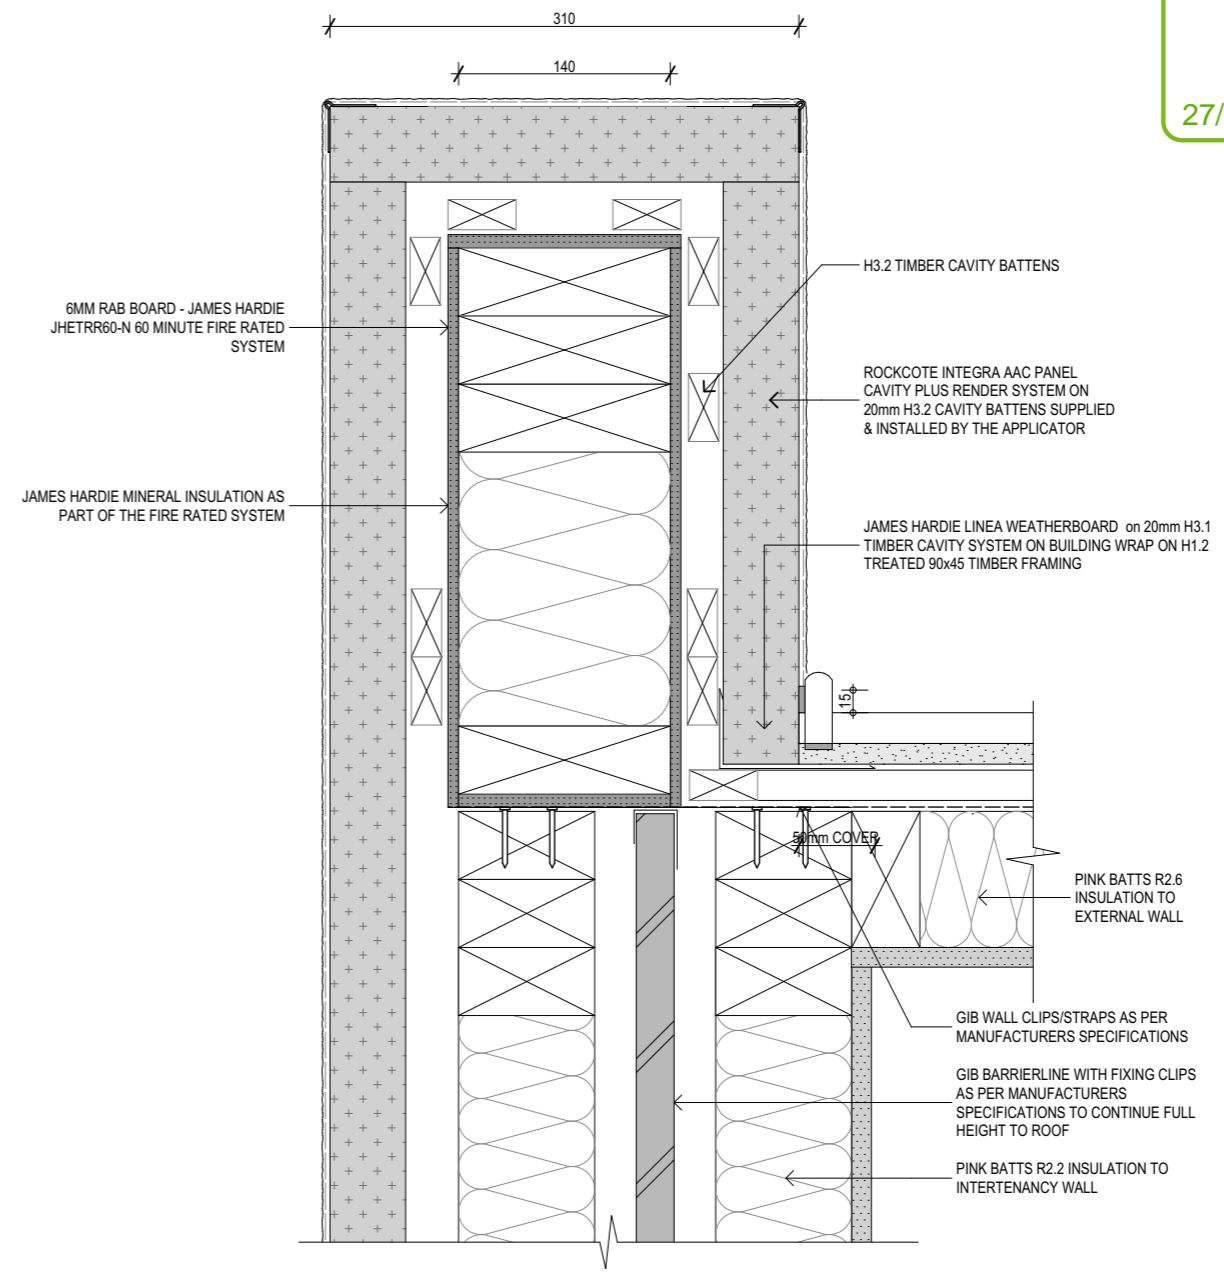 310
140
27/
H3.2 TIMBER CAVITY BATTENS
6MM RAB BOARD - JAMES HARDIE
JHETRR60-N 60 MINUTE FIRE RATED
SYSTEM
ROCKCOTE INTEGRA AAC PANEL
CAVITY PLUS RENDER SYSTEM ON
20mm H3.2 CAVITY BATTENS SUPPLIED
& INSTALLED BY THE APPLICATOR
JAMES HARDIE MINERAL INSULATION AS
PART OF THE FIRE RATED SYSTEM
JAMES HARDIE LINEA WEATHERBOARD on 20mm H3.1
TIMBER CAVITY SYSTEM ON BUILDING WRAP ON H1.2
TREATED 90x45 TIMBER FRAMING
15
50mm COVER
PINK BATTS R2.6
INSULATION TO
EXTERNAL WALL
GIB WALL CLIPS/STRAPS AS PER
MANUFACTURERS SPECIFICATIONS
GIB BARRIERLINE WITH FIXING CLIPS
AS PER MANUFACTURERS
SPECIFICATIONS TO CONTINUE FULL
HEIGHT TO ROOF
PINK BATTS R2.2 INSULATION TO
INTERTENANCY WALL